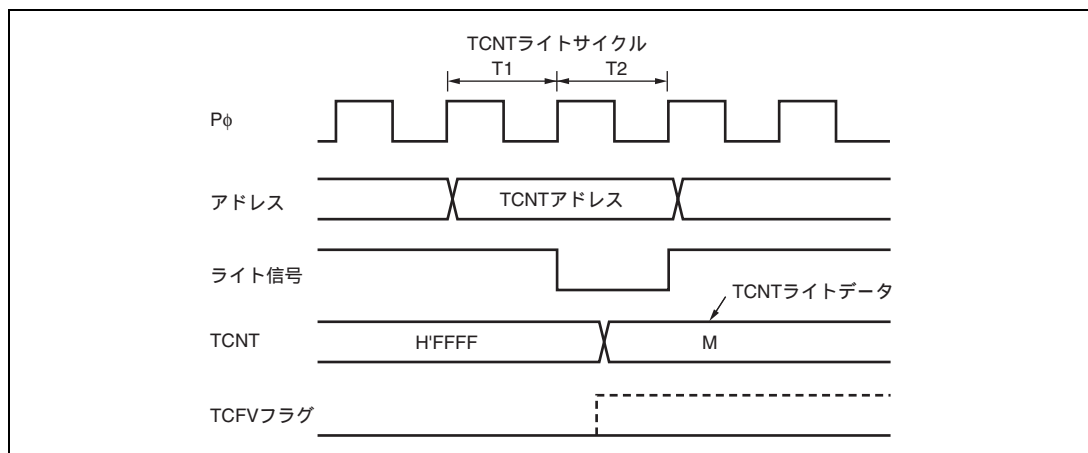 TCNTライトサイクル
T1 T2
Pφ
アドレス TCNTアドレス
ライト信号
TCNTライトデータ
TCNT H'FFFF M
TCFVフラグ